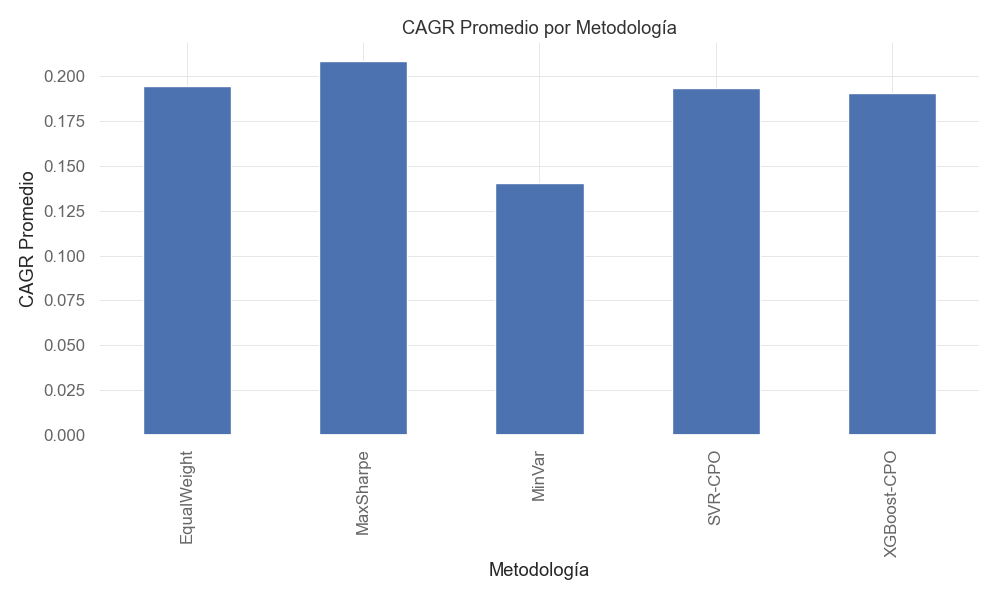 CAGR Promedio por Metodología
CAGR Promedio
0.200
0.175
0.150
0.125
0.100
0.075
0.050
0.025
0.000
EqualWeight
MaxSharpe
MinVar
SVR-CPO
XGBoost-CPO
Metodología